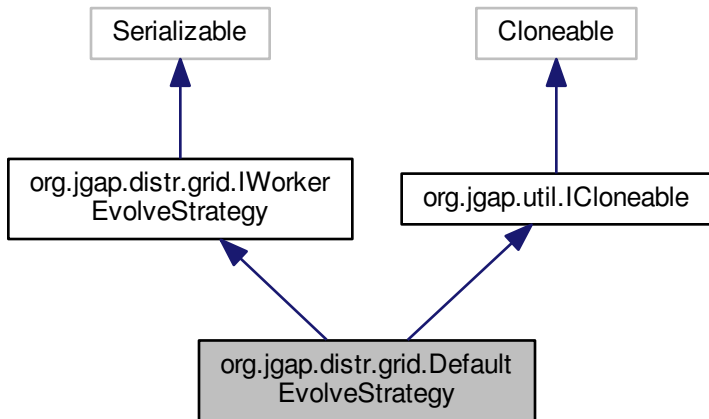 Serializable
Cloneable
org.jgap.distr.grid.IWorker
EvolveStrategy
org.jgap.util.ICloneable
org.jgap.distr.grid.Default
EvolveStrategy